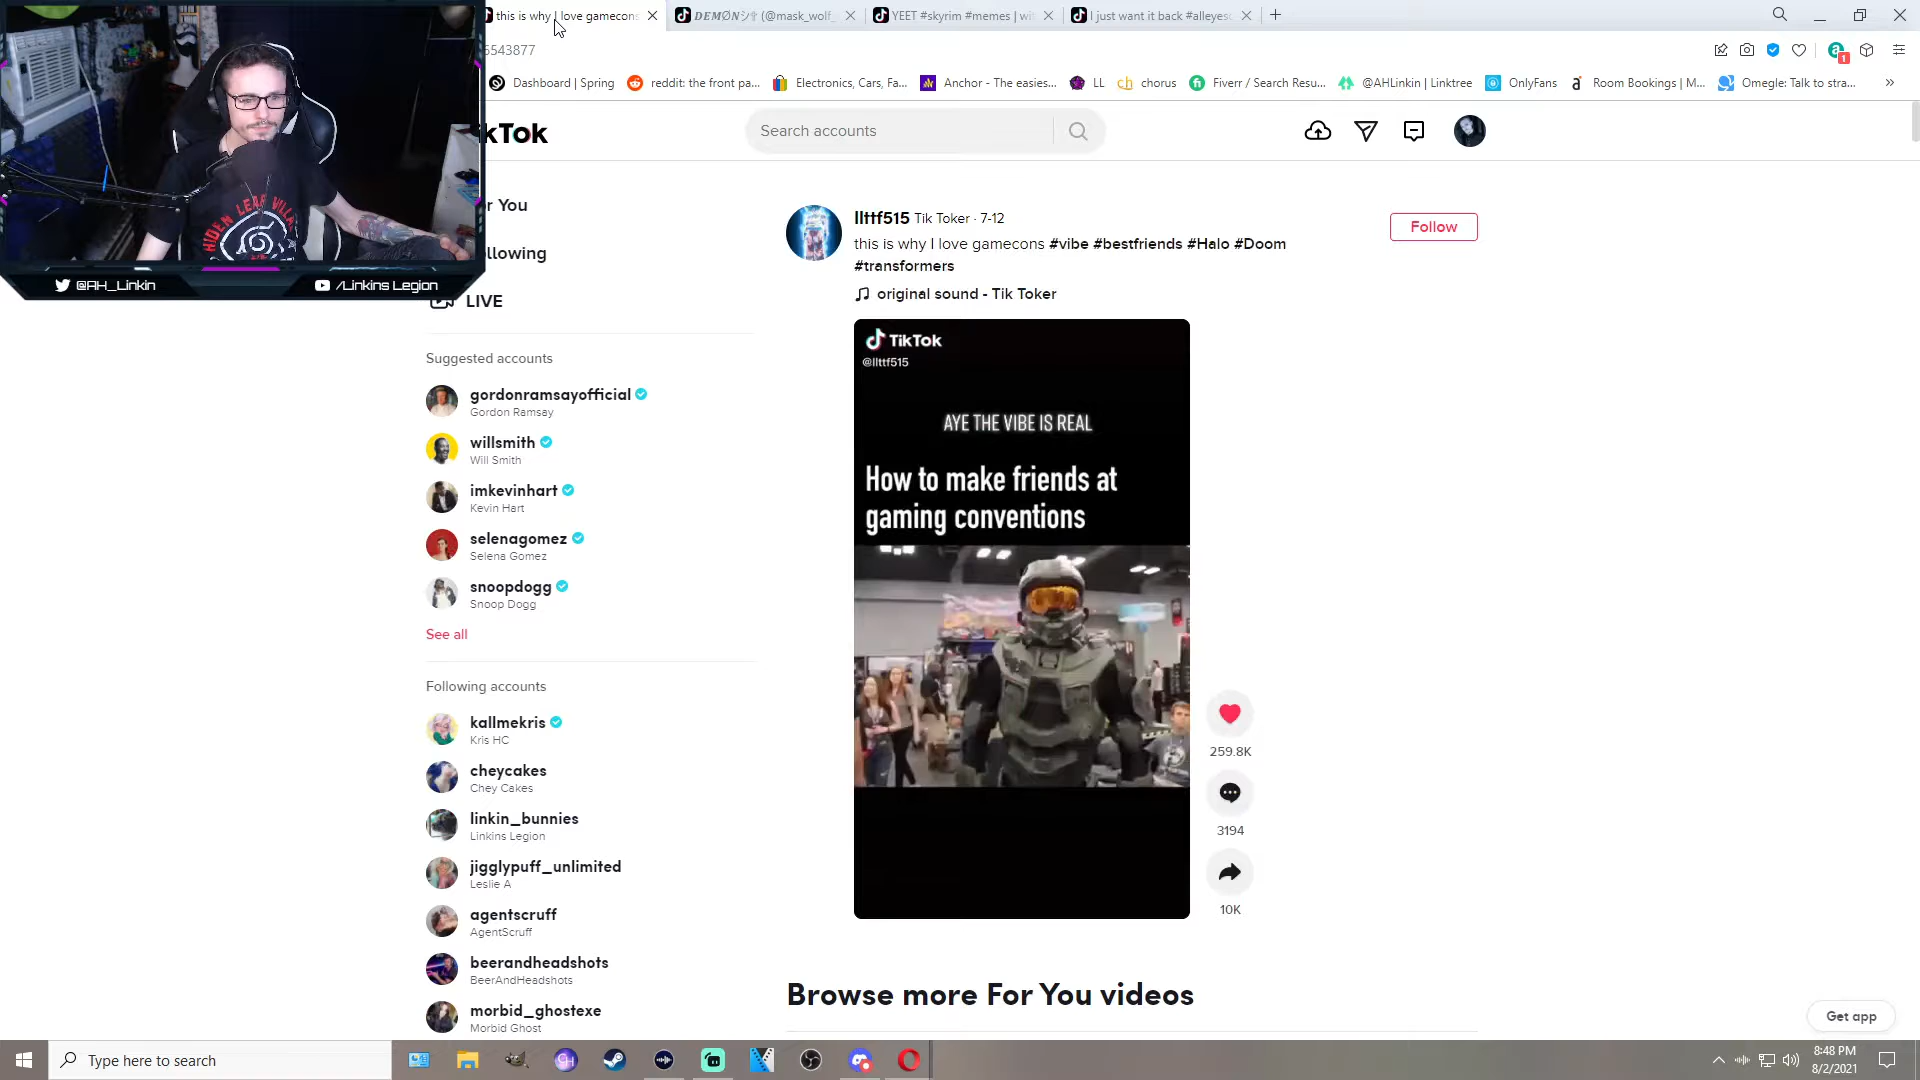 this is why I love gamecons
DEMØNシ✞ (@mask_wolf_
YEET #skyrim #memes | wi
I just want it back #alleyes
5543877
Dashboard | Spring
reddit: the front pa...
Electronics, Cars, Fa...
Anchor - The easies...
LL
chorus
Fiverr / Search Resu...
@AHLinkin | Linktree
OnlyFans
Room Bookings | M...
Omegle: Talk to stra...
1
HIDDEN LEAF VILLA
@AH_Linkin
/Linkins Legion
kTok
Search accounts
r You
ollowing
LIVE
Suggested accounts
gordonramsayofficial
Gordon Ramsay
willsmith
Will Smith
imkevinhart
Kevin Hart
selenagomez
Selena Gomez
snoopdogg
Snoop Dogg
See all
Following accounts
kallmekris
Kris HC
cheycakes
Chey Cakes
linkin_bunnies
Linkins Legion
jigglypuff_unlimited
Leslie A
agentscruff
AgentScruff
beerandheadshots
BeerAndHeadshots
morbid_ghostexe
Morbid Ghost
llttf515 Tik Toker · 7-12
Follow
this is why I love gamecons #vibe #bestfriends #Halo #Doom
#transformers
original sound - Tik Toker
TikTok
@llttf515
AYE THE VIBE IS REAL
How to make friends at
gaming conventions
259.8K
3194
10K
Browse more For You videos
Get app
Type here to search
8:48 PM
8/2/2021